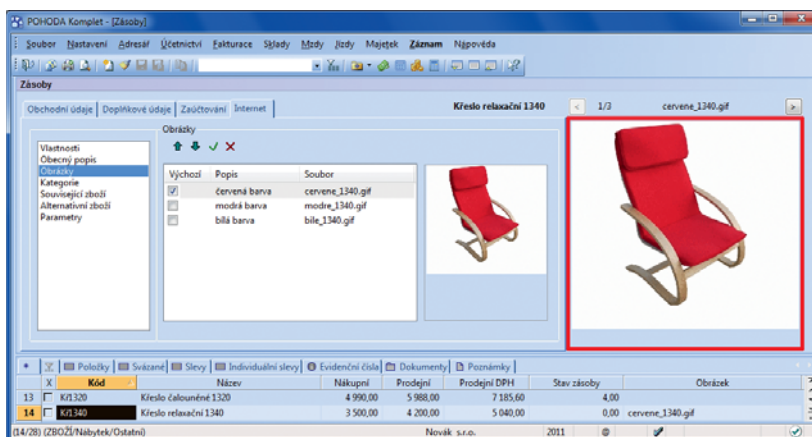 POHODA Komplet - [Zásoby]
Soubor Nastavení Adresář Účetnictví Fakturace Sklady Mzdy Jízdy Majetek Záznam Nápověda
Zásoby
Obchodní údaje Doplňkové údaje Zaúčtování Internet Křeslo relaxační 1340 < 1/3 cervene_1340.gif >
Obrázky
Vlastnosti
Obecný popis
Obrázky
Kategorie
Související zboží
Alternativní zboží
Parametry
Výchozí Popis Soubor
červená barva cervene_1340.gif
modrá barva modre_1340.gif
bílá barva bile_1340.gif
* Položky Svázané Slevy Individuální slevy Evidenční čísla Dokumenty Poznámky
X Kód Název Nákupní Prodejní Prodejní DPH Stav zásoby Obrázek
13 Kř1320 Křeslo čalouněné 1320 4 990,00 5 988,00 7 185,60 4,00
14 Kř1340 Křeslo relaxační 1340 3 500,00 4 200,00 5 040,00 0,00 cervene_1340.gif
(14/28) (ZBOŽÍ/Nábytek/Ostatní) Novák s.r.o. 2011 @